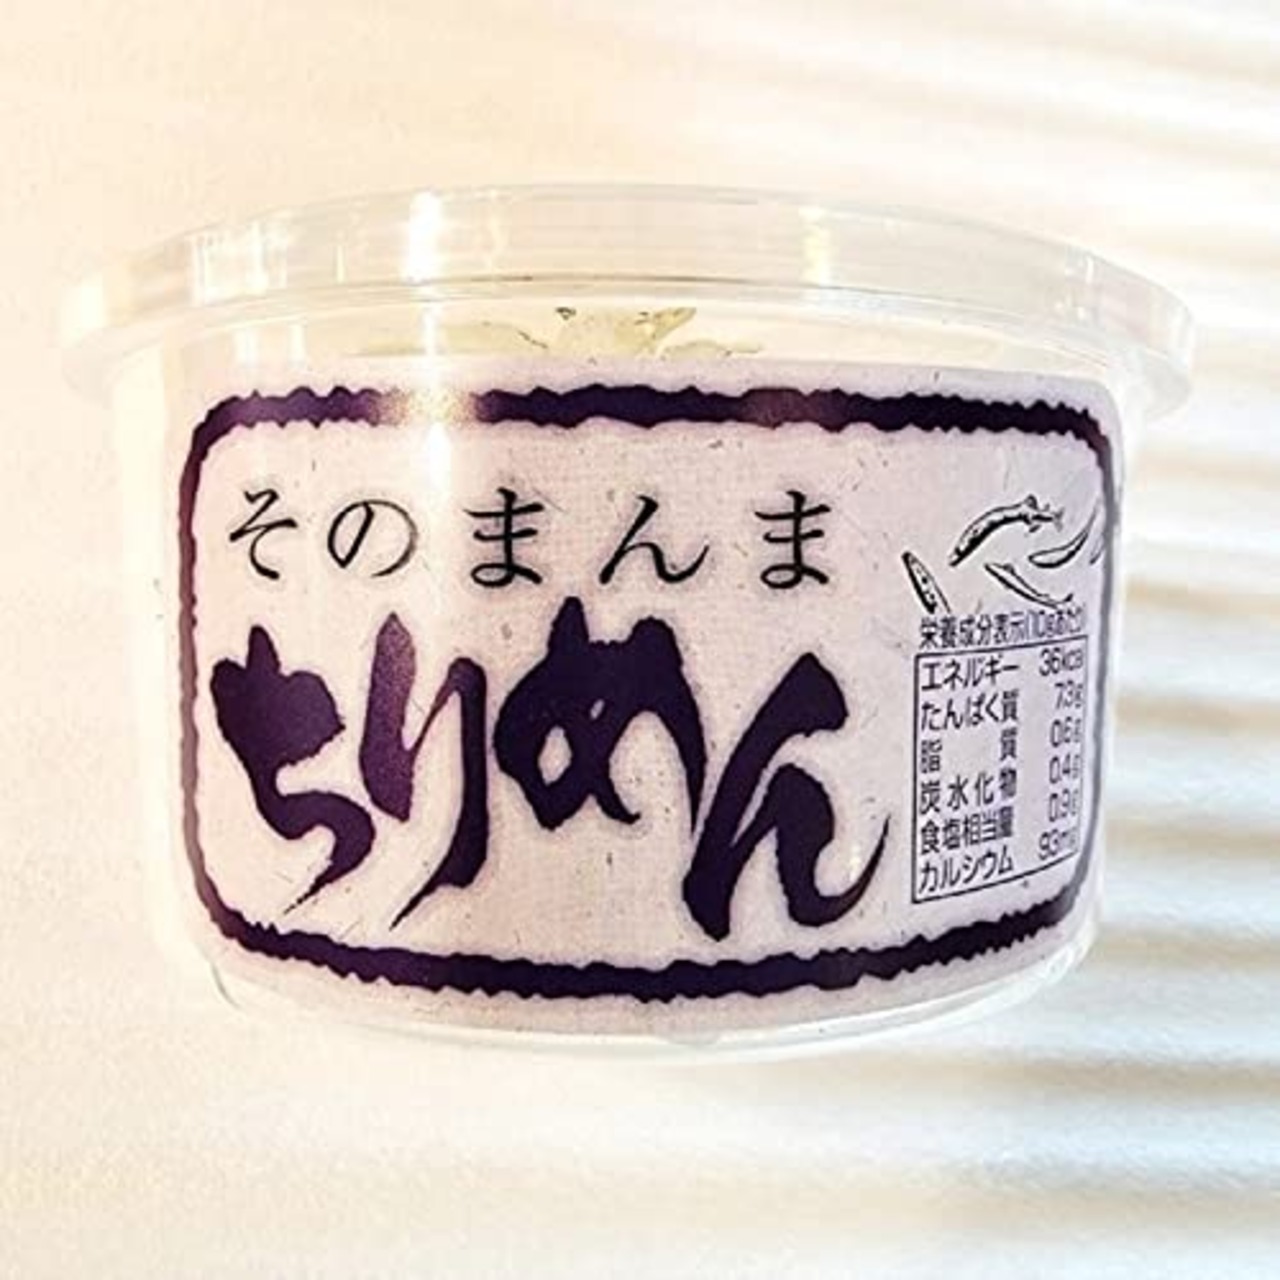 そのまんま
ちりめん
栄養成分表示(10gあたり)
エネルギー 36kcal
たんぱく質 7.3g
脂質 0.6g
炭水化物 0.4g
食塩相当量 0.9g
カルシウム 93mg